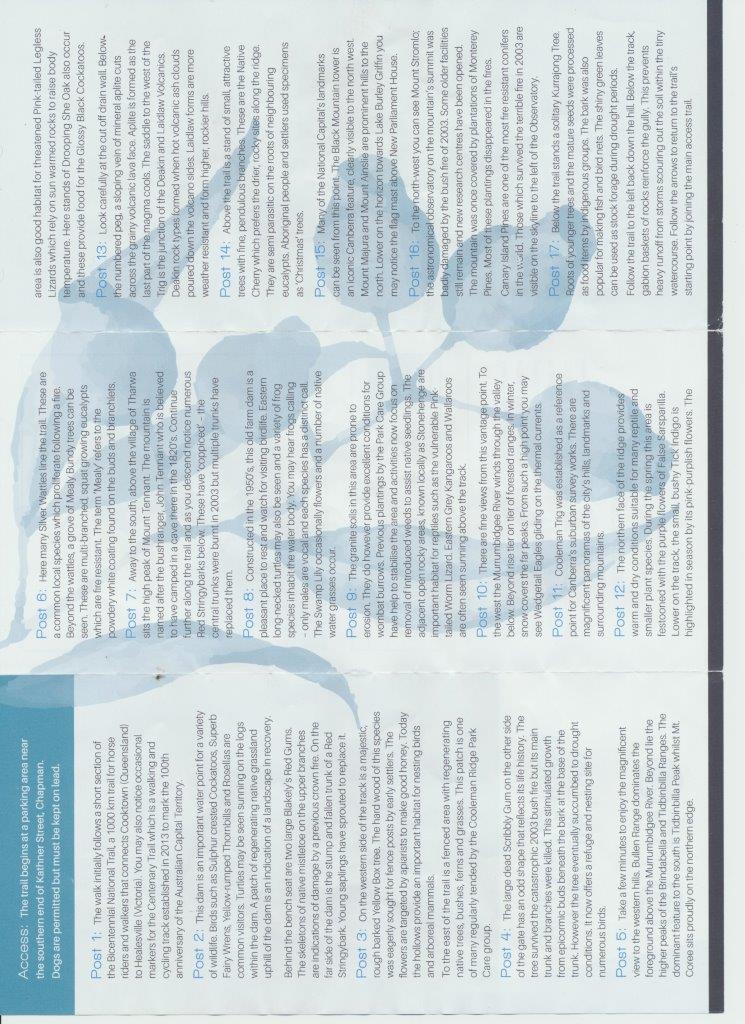 Access: The trail begins at a parking area near
the southern end of Kathner Street, Chapman.
Dogs are permitted but must be kept on lead.
Post 1: The walk initially follows a short section of
the Bicentennial National Trail, a 1000 km trail for horse
riders and walkers that connects Cooktown (Queensland)
to Healesville (Victoria). You may also notice occasional
markers for the Centenary Trail which is a walking and
cycling track established in 2013 to mark the 100th
anniversary of the Australian Capital Territory.
Post 2: This dam is an important water point for a variety
of wildlife. Birds such as Sulphur crested Cockatoos, Superb
Fairy Wrens, Yellow-rumped Thornbills and Rosellas are
common visitors. Turtles may be seen sunning on the logs
within the dam. A patch of regenerating native grassland
uphill of the dam is an indication of a landscape in recovery.
Behind the bench seat are two large Blakely's Red Gums.
The skeletons of native mistletoe on the upper branches
are indications of damage by a previous crown fire. On the
far side of the dam is the stump and fallen trunk of a Red
Stringybark. Young saplings have sprouted to replace it.
Post 3: On the western side of the track is a majestic,
rough barked Yellow Box tree. The hard wood of this species
was eagerly sought for fence posts by early settlers. The
flowers are targeted by apiarists to make good honey. Today
the hollows provide an important habitat for nesting birds
and arboreal mammals.
To the east of the trail is a fenced area with regenerating
native trees, bushes, ferns and grasses. This patch is one
of many regularly tended by the Cooleman Ridge Park
Care group.
Post 4: The large dead Scribbly Gum on the other side
of the gate has an odd shape that reflects its life history. The
tree survived the catastrophic 2003 bush fire but its main
trunk and branches were killed. This stimulated growth
from epicormic buds beneath the bark at the base of the
trunk. However the tree eventually succumbed to drought
conditions. It now offers a refuge and nesting site for
numerous birds.
Post 5: Take a few minutes to enjoy the magnificent
view to the western hills. Bullen Range dominates the
foreground above the Murrumbidgee River. Beyond lie the
higher peaks of the Brindabella and Tidbinbilla Ranges. The
dominant feature to the south is Tidbinbilla Peak whilst Mt.
Coree sits proudly on the northern edge.
Post 6: Here many Silver Wattles line the trail. These are
a common local species which proliferate following a fire.
Beyond the wattles, a grove of Mealy Bundy trees can be
seen. These are multi-branched, squat growing eucalypts
which are fire resistant. The term 'Mealy' refers to the
powdery white coating found on the buds and branchlets.
Post 7: Away to the south, above the village of Tharwa
sits the high peak of Mount Tennant. The mountain is
named after the bushranger, John Tennant who is believed
to have camped in a cave there in the 1820's. Continue
further along the trail and as you descend notice numerous
Red Stringybarks below. These have 'coppiced' - the
central trunks were burnt in 2003 but multiple trunks have
replaced them.
Post 8: Constructed in the 1950's, this old farm dam is a
pleasant place to rest and watch for visiting birdlife. Eastern
long-necked turtles may also be seen and a variety of frog
species inhabit the water body. You may hear frogs calling
- only males are vocal and each species has a distinct call.
The Swamp Lily occasionally flowers and a number of native
water grasses occur.
Post 9: The granite soils in this area are prone to
erosion. They do however provide excellent conditions for
wombat burrows. Previous plantings by the Park Care Group
have help to stabilise the area and activities now focus on
removal of introduced weeds to assist native seedlings. The
adjacent open rocky areas, known locally as Stonehenge are
important habitat for reptiles such as the vulnerable Pink-
tailed Worm Lizard. Eastern Grey Kangaroos and Wallaroos
are often seen sunning above the track.
Post 10: There are fine views from this vantage point. To
the west the Murrumbidgee River winds through the valley
below. Beyond rise tier on tier of forested ranges. In winter,
snow covers the far peaks. From such a high point you may
see Wedgetail Eagles gliding on the thermal currents.
Post 11: Cooleman Trig was established as a reference
point for Canberra's suburban survey works. There are
magnificent panoramas of the city's hills, landmarks and
surrounding mountains.
Post 12: The northern face of the ridge provides
warm and dry conditions suitable for many reptile and
smaller plant species. During the spring this area is
festooned with the purple flowers of False Sarsparilla.
Lower on the track, the small, bushy, Tick Indigo is
highlighted in season by its pink-purplish flowers. The
area is also good habitat for threatened Pink-tailed Legless
Lizards which rely on sun warmed rocks to raise body
temperature. Here stands of Drooping She Oak also occur
and these provide food for the Glossy Black Cockatoos.
Post 13: Look carefully at the cut off drain wall. Below
the numbered peg, a sloping vein of mineral aplite cuts
across the grainy volcanic lava face. Aplite is formed as the
last part of the magma cools. The saddle to the west of the
Trig is the junction of the Deakin and Laidlaw Volcanics.
Deakin rock types formed when hot volcanic ash clouds
poured down the volcano sides. Laidlaw forms are more
weather resistant and form higher, rockier hills.
Post 14: Above the trail is a stand of small, attractive
trees with fine, pendulous branches. These are the Native
Cherry which prefers the drier, rocky sites along the ridge.
They are semi parasitic on the roots of neighbouring
eucalypts. Aboriginal people and settlers used specimens
as 'Christmas' trees.
Post 15: Many of the National Capital's landmarks
can be seen from this point. The Black Mountain tower is
an iconic Canberra feature, clearly visible to the north west.
Mount Majura and Mount Ainslie are prominent hills to the
north. Lower on the horizon towards Lake Burley Griffin you
may notice the flag mast above New Parliament House.
Post 16: To the north-west you can see Mount Stromlo;
the astronomical observatory on the mountain's summit was
badly damaged by the bush fire of 2003. Some older facilities
still remain and new research centres have been opened.
The mountain was once covered by plantations of Monterey
Pines. Most of these plantings disappeared in the fires.
Canary Island Pines are one of the most fire resistant conifers
in the world. Those which survived the terrible fire in 2003 are
visible on the skyline to the left of the Observatory.
Post 17: Below the trail stands a solitary Kurrajong Tree.
Roots of younger trees and the mature seeds were processed
as food items by indigenous groups. The bark was also
popular for making fish and bird nets. The shiny green leaves
can be used as stock forage during drought periods.
Follow the trail to the left back down the hill. Below the track,
gabion baskets of rocks reinforce the gully. This prevents
heavy runoff from storms scouring out the soil within the tiny
watercourse. Follow the arrows to return to the trail's
starting point by joining the main access trail.